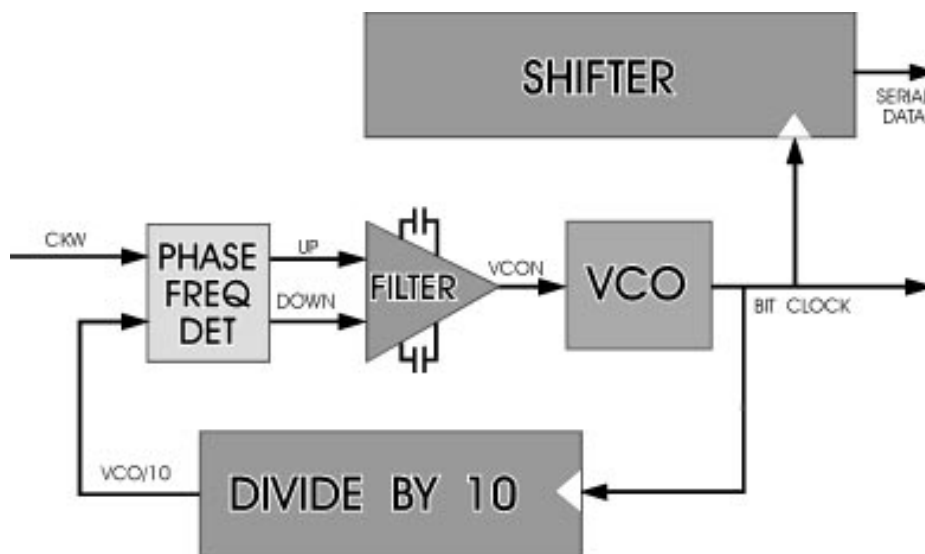 SHIFTER
SERIAL
DATA
CKW
PHASE
FREQ
DET
UP
DOWN
FILTER
VCON
VCO
BIT CLOCK
VCO/10
DIVIDE BY 10